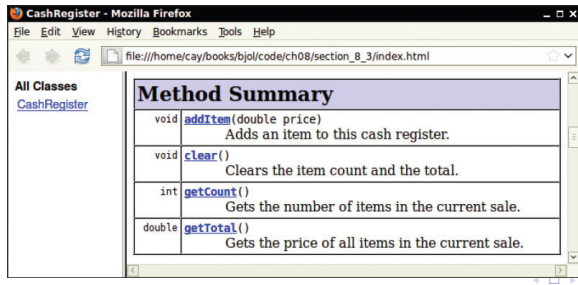 CashRegister - Mozilla Firefox
File Edit View History Bookmarks Tools Help
file:///home/cay/books/bjol/code/ch08/section_8_3/index.html
All Classes
CashRegister
Method Summary
void addItem(double price)
Adds an item to this cash register.
void clear()
Clears the item count and the total.
int getCount()
Gets the number of items in the current sale.
double getTotal()
Gets the price of all items in the current sale.